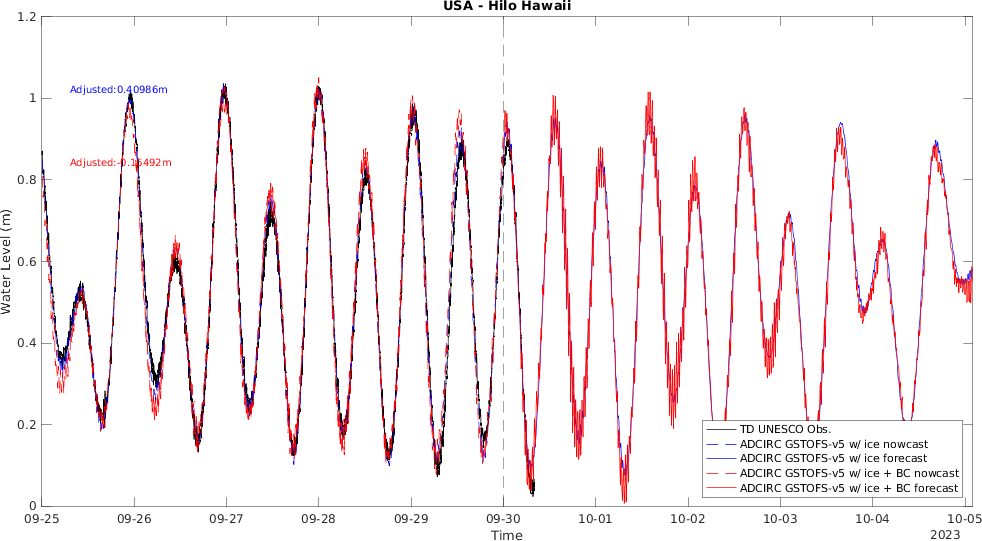 USA - Hilo Hawaii
1.2
1
0.8
0.6
0.4
0.2
0
Water Level (m)
Adjusted:0.40986m
Adjusted:-0.16492m
TD UNESCO Obs.
ADCIRC GSTOFS-v5 w/ ice nowcast
ADCIRC GSTOFS-v5 w/ ice forecast
ADCIRC GSTOFS-v5 w/ ice + BC nowcast
ADCIRC GSTOFS-v5 w/ ice + BC forecast
09-25 09-26 09-27 09-28 09-29 09-30 10-01 10-02 10-03 10-04 10-05
Time
2023